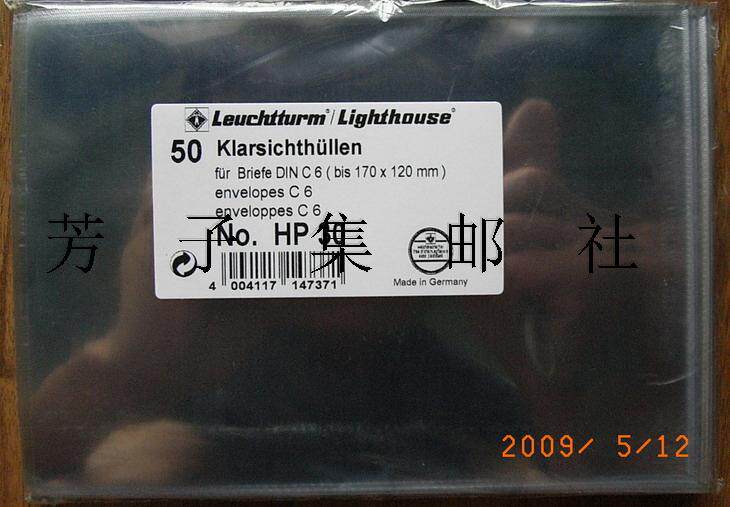 Leuchtturm®/Lighthouse®
50 Klarsichthüllen
für Briefe DIN C 6 ( bis 170 x 120 mm )
envelopes C 6
enveloppes C 6
No. HP 30
芳子集邮社
4 004117 147371
Made in Germany
2009/ 5/12